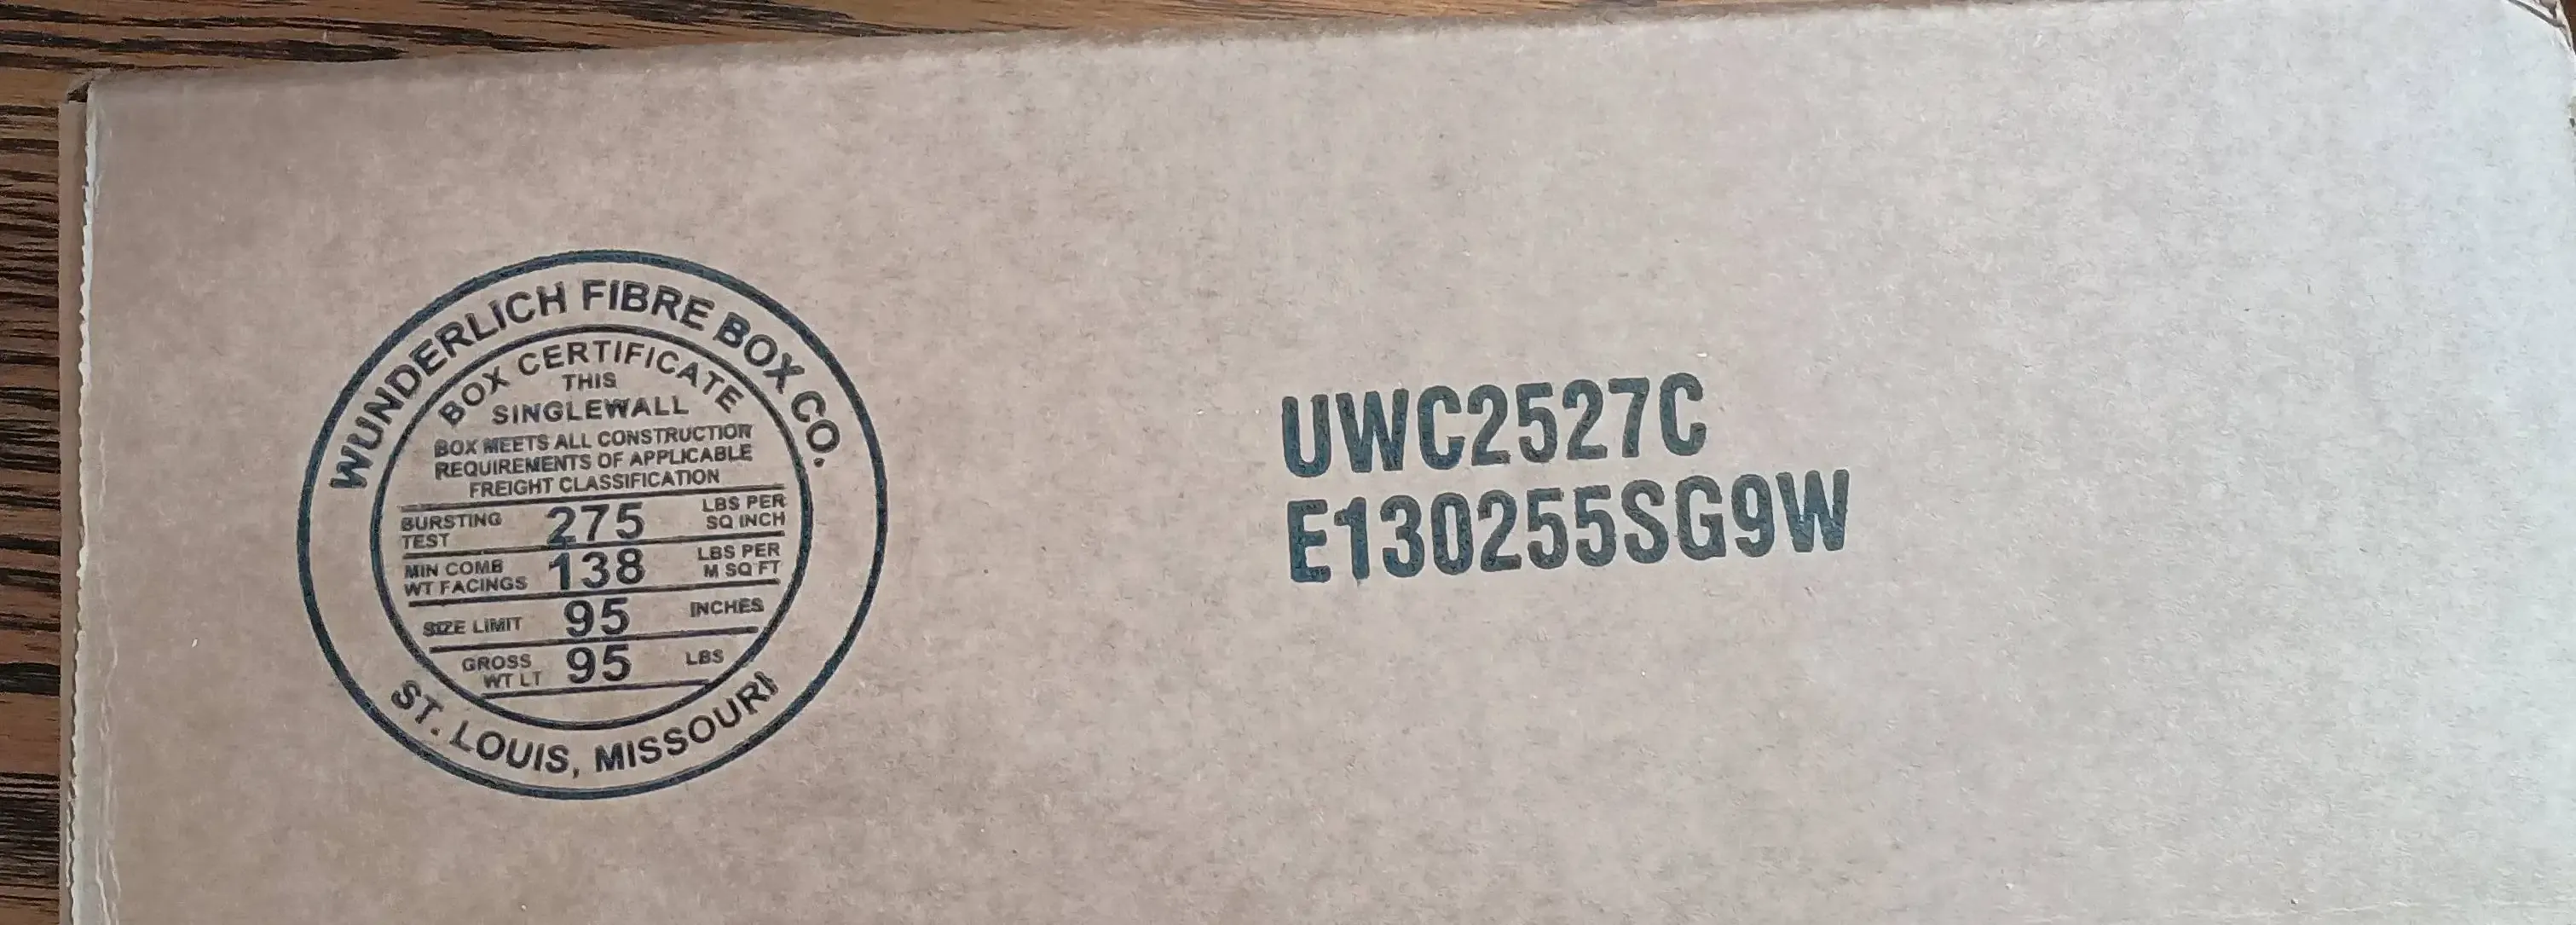 WUNDERLICH FIBRE BOX CO.
BOX CERTIFICATE
THIS
SINGLEWALL
BOX MEETS ALL CONSTRUCTION
REQUIREMENTS OF APPLICABLE
FREIGHT CLASSIFICATION
BURSTING TEST 275 LBS PER SQ INCH
MIN COMB WT FACINGS 138 LBS PER M SQ FT
SIZE LIMIT 95 INCHES
GROSS WT LT 95 LBS
ST. LOUIS, MISSOURI
UWC2527C
E130255SG9W